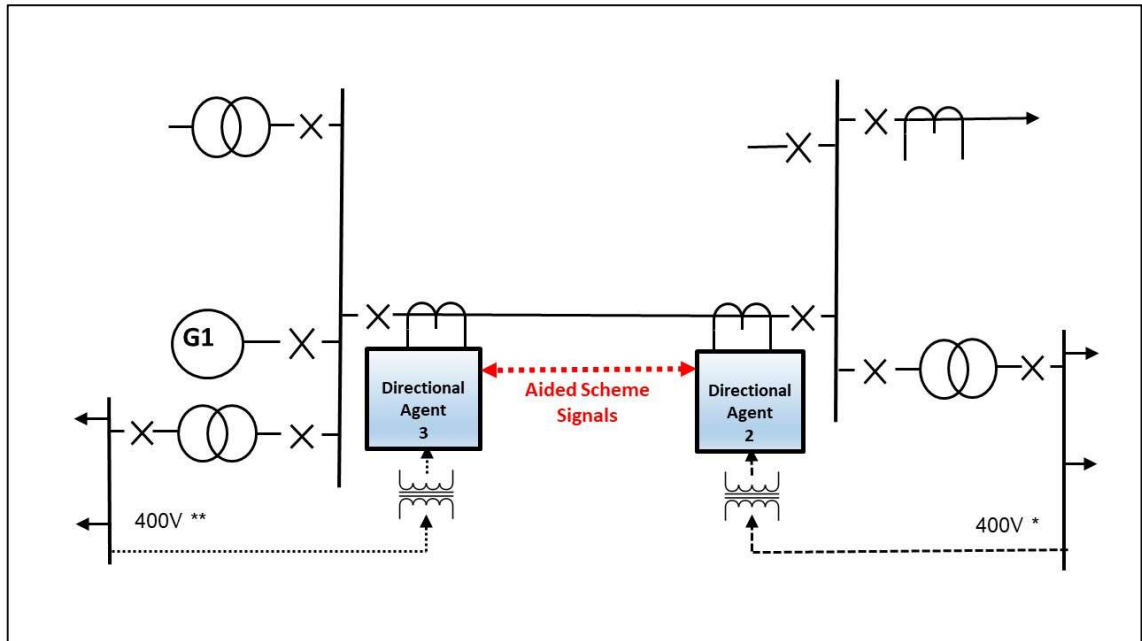 G1
Directional
Agent
3
Aided Scheme
Signals
Directional
Agent
2
400V **
400V *